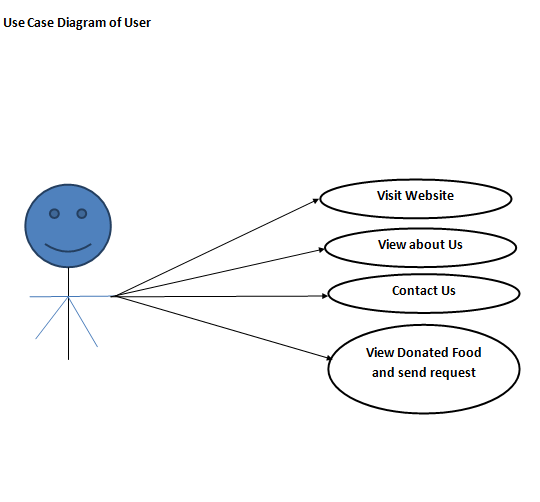 Use Case Diagram of User
Visit Website
View about Us
Contact Us
View Donated Food
and send request